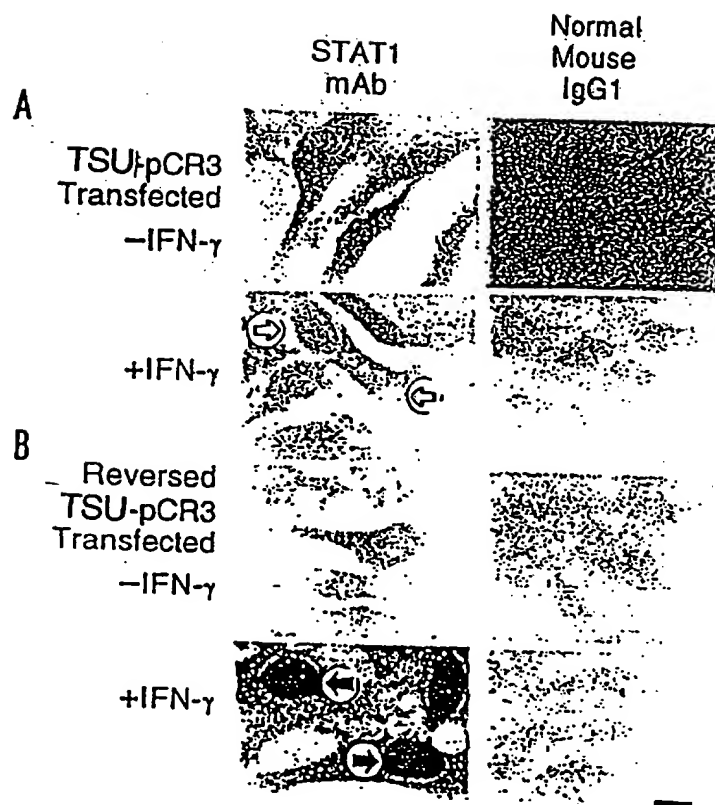 STAT1
mAb
Normal
Mouse
IgG1
A
TSU-pCR3
Transfected
−IFN-γ
+IFN-γ
B
Reversed
TSU-pCR3
Transfected
−IFN-γ
+IFN-γ